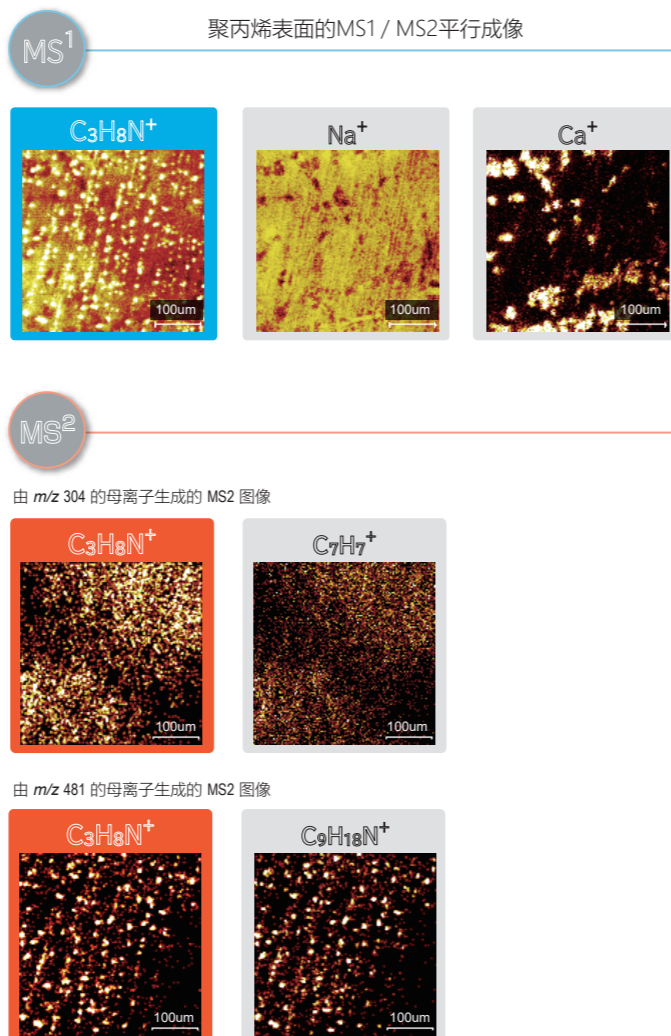 聚丙烯表面的MS1 / MS2平行成像
MS¹
C₃H₈N⁺
Na⁺
Ca⁺
100um
100um
100um
MS²
由 m/z 304 的母离子生成的 MS2 图像
C₃H₈N⁺
C₇H₇⁺
100um
100um
由 m/z 481 的母离子生成的 MS2 图像
C₃H₈N⁺
C₉H₁₈N⁺
100um
100um